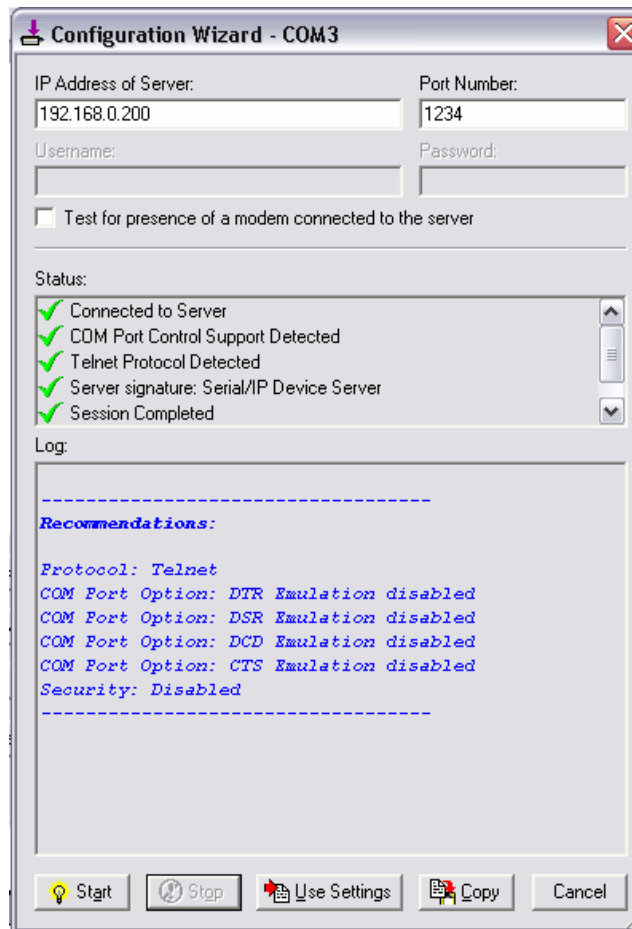 Configuration Wizard - COM3
IP Address of Server: Port Number:
192.168.0.200 1234
Username: Password:
Test for presence of a modem connected to the server
Status:
Connected to Server
COM Port Control Support Detected
Telnet Protocol Detected
Server signature: Serial/IP Device Server
Session Completed
Log:
-----------------------------------
Recommendations:
Protocol: Telnet
COM Port Option: DTR Emulation disabled
COM Port Option: DSR Emulation disabled
COM Port Option: DCD Emulation disabled
COM Port Option: CTS Emulation disabled
Security: Disabled
-----------------------------------
Start Stop Use Settings Copy Cancel